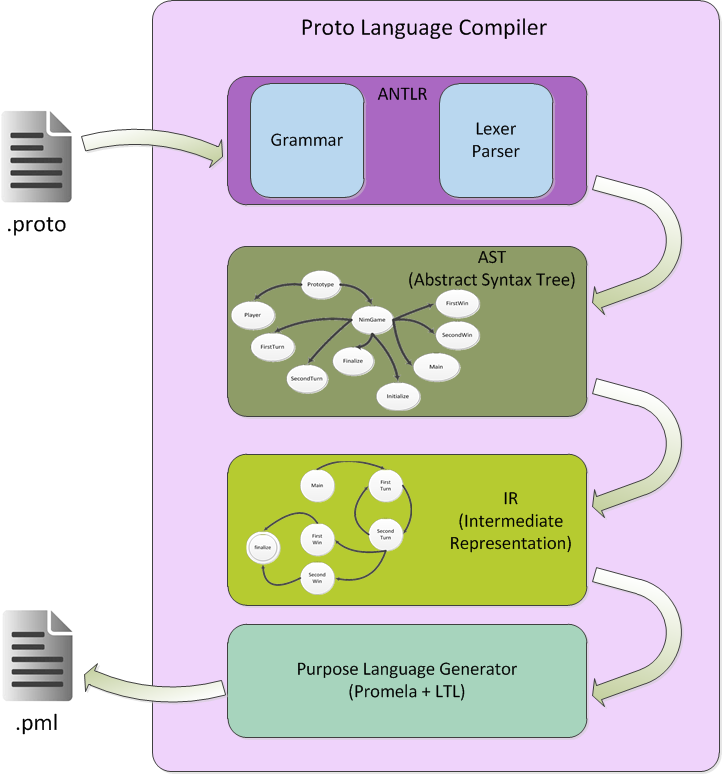 Proto Language Compiler
ANTLR
Grammar
Lexer
Parser
.proto
AST
(Abstract Syntax Tree)
Prototype
Player
NimGame
FirstWin
SecondWin
FirstTurn
Finalize
Main
SecondTurn
Initialize
Main
First
Turn
IR
(Intermediate
Representation)
Second
Turn
First
Win
finalize
Second
Win
Purpose Language Generator
(Promela + LTL)
.pml